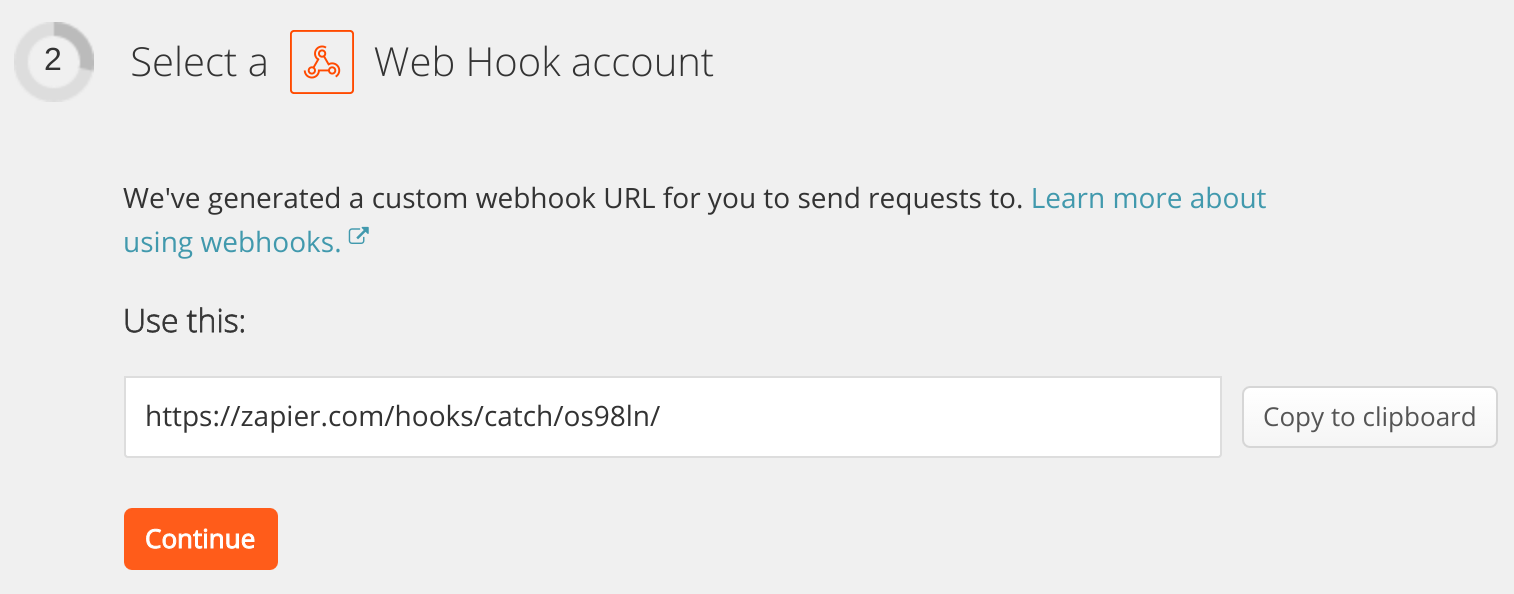 2
Select a Web Hook account
We've generated a custom webhook URL for you to send requests to. Learn more about
using webhooks.
Use this:
https://zapier.com/hooks/catch/os98ln/
Copy to clipboard
Continue